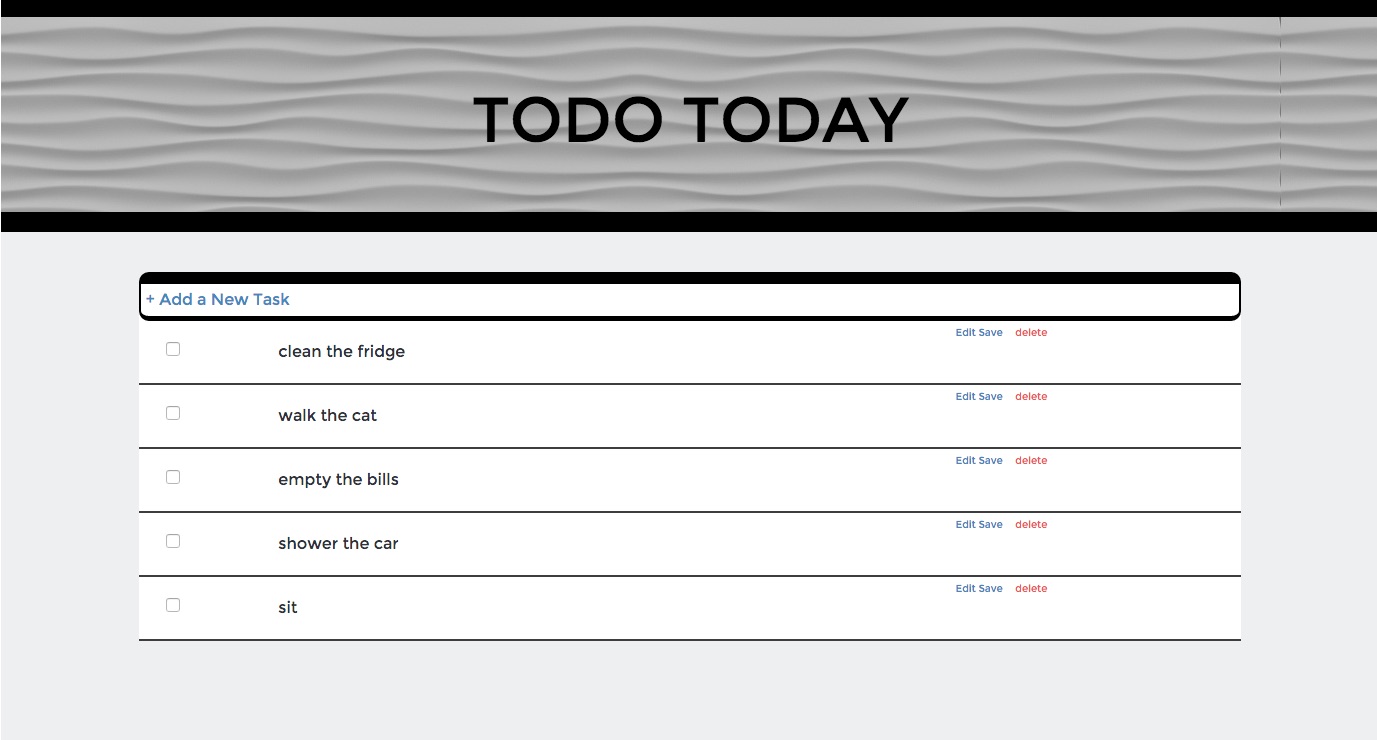 TODO TODAY
+ Add a New Task
clean the fridge Edit Save delete
walk the cat Edit Save delete
empty the bills Edit Save delete
shower the car Edit Save delete
sit Edit Save delete